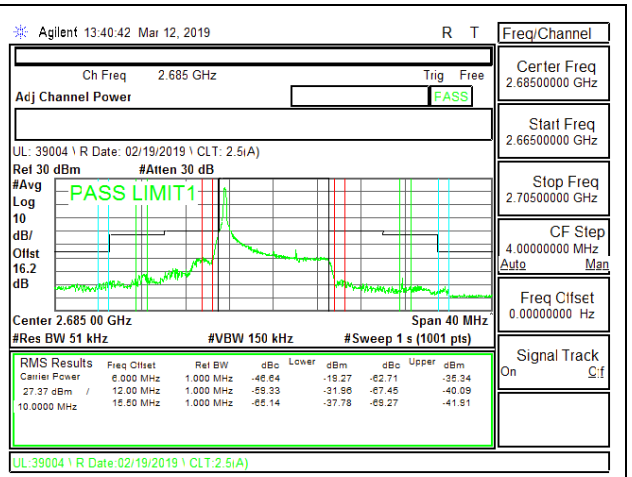 Agilent 13:40:42 Mar 12, 2019 R T
Freq/Channel
Ch Freq 2.685 GHz Trig Free
Adj Channel Power PASS
Center Freq
2.68500000 GHz
Start Freq
2.66500000 GHz
Stop Freq
2.70500000 GHz
CF Step
4.00000000 MHz
Auto Man
Freq Offset
0.00000000 Hz
Signal Track
On Off
UL: 39004 \ R Date: 02/19/2019 \ CLT: 2.5(A)
Ref 30 dBm #Atten 30 dB
#Avg
Log
10
dB/
Offst
16.2
dB
PASS LIMIT1
Center 2.685 00 GHz Span 40 MHz
#Res BW 51 kHz #VBW 150 kHz #Sweep 1 s (1001 pts)
RMS Results Freq Offset Ref BW dBc Lower dBm dBc Upper dBm
Carrier Power 6.000 MHz 1.000 MHz -46.64 -19.27 -62.71 -35.34
27.37 dBm / 12.00 MHz 1.000 MHz -59.33 -31.96 -67.45 -40.09
10.0000 MHz 15.50 MHz 1.000 MHz -65.14 -37.78 -69.27 -41.91
UL:39004 \ R Date:02/19/2019 \ CLT:2.5(A)